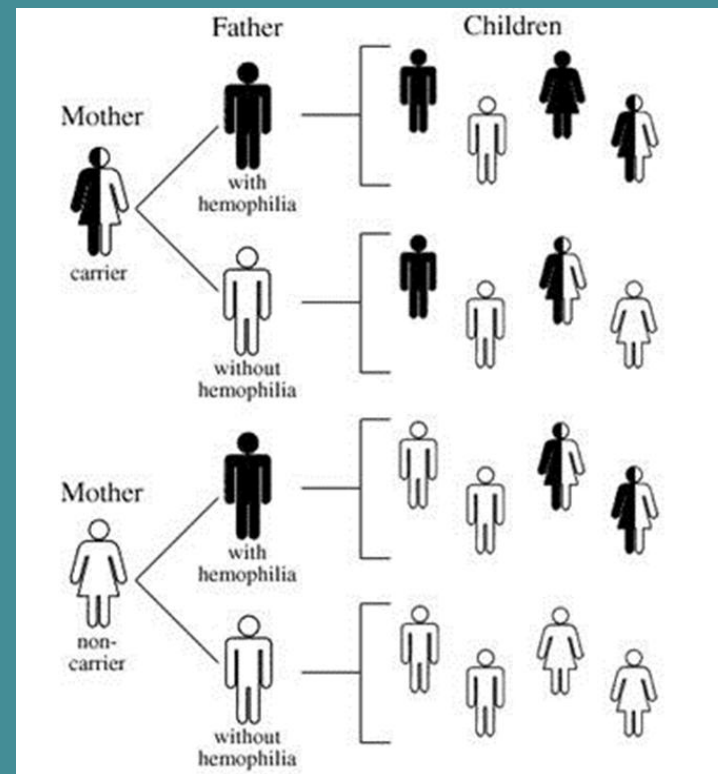 Father
Children
Mother
with
hemophilia
carrier
without
hemophilia
Mother
with
hemophilia
non-
carrier
without
hemophilia